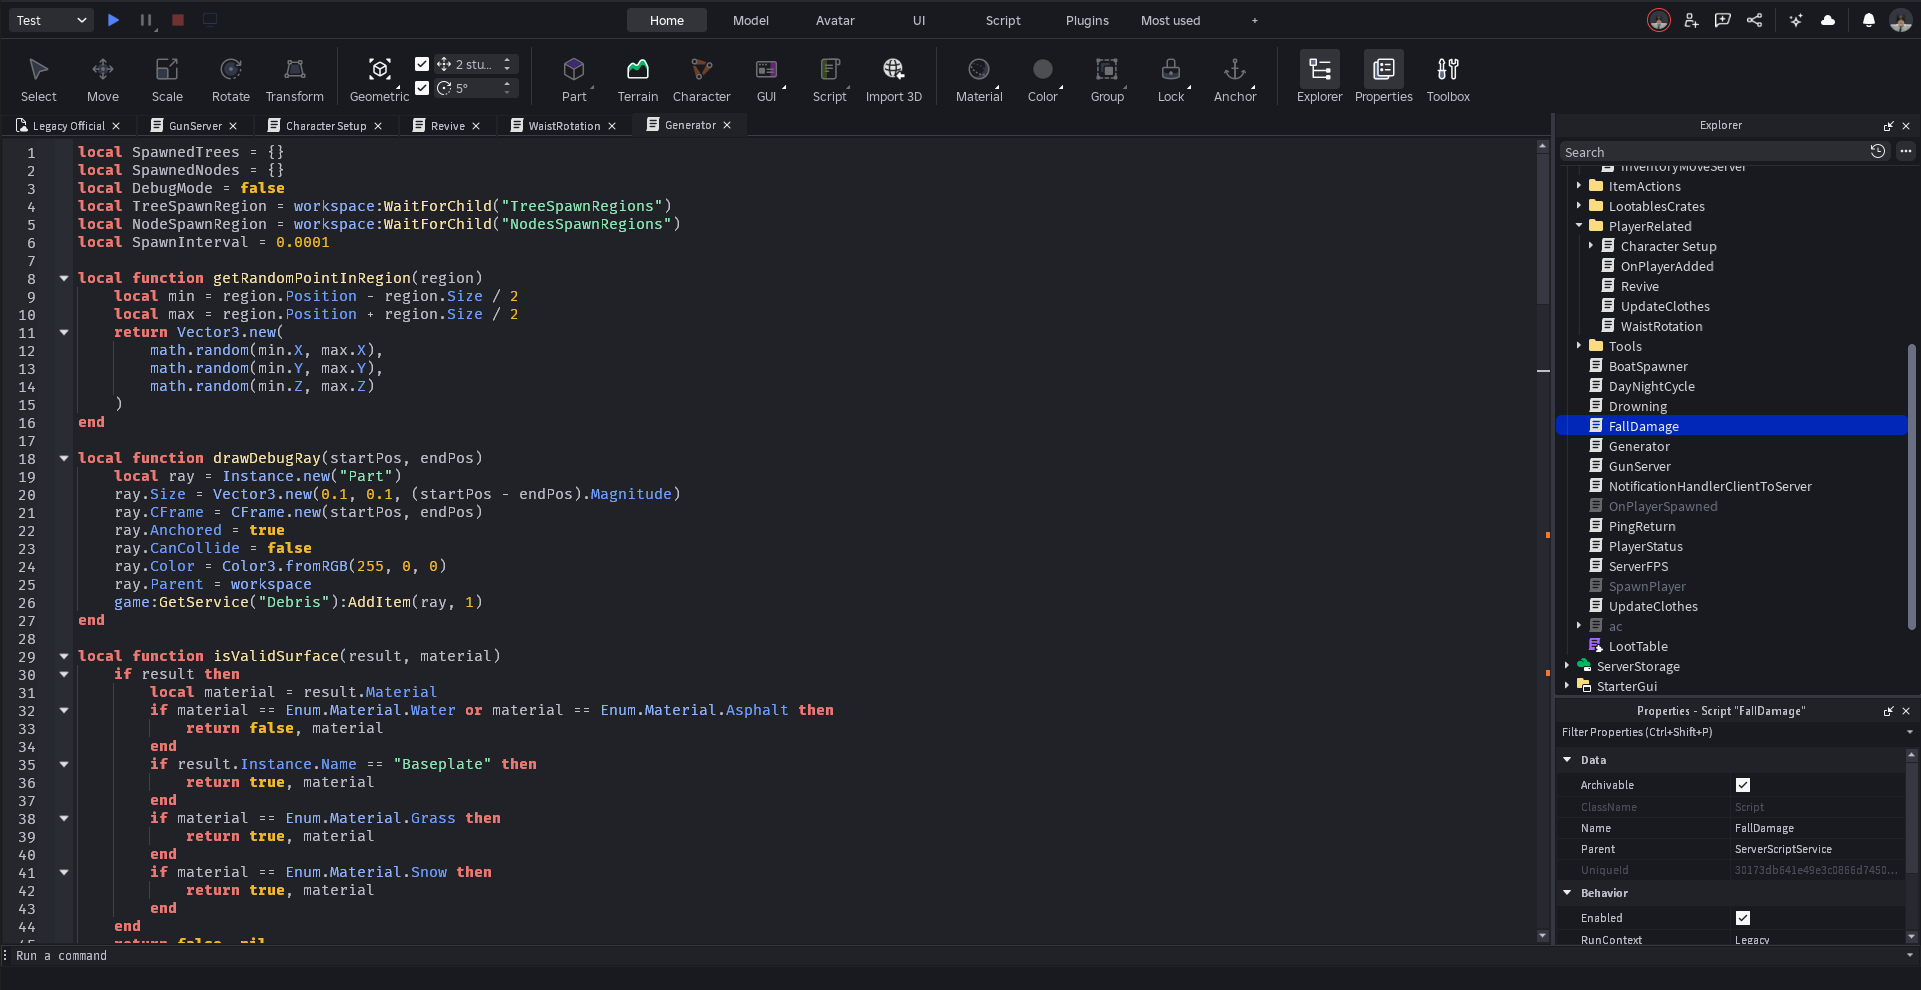 Test
Home
Model
Avatar
UI
Script
Plugins
Most used
+
Select
Move
Scale
Rotate
Transform
Geometric
2 stu...
5°
Part
Terrain
Character
GUI
Script
Import 3D
Material
Color
Group
Lock
Anchor
Explorer
Properties
Toolbox
Legacy Official
GunServer
Character Setup
Revive
WaistRotation
Generator
1 local SpawnedTrees = {}
2 local SpawnedNodes = {}
3 local DebugMode = false
4 local TreeSpawnRegion = workspace:WaitForChild("TreeSpawnRegions")
5 local NodeSpawnRegion = workspace:WaitForChild("NodesSpawnRegions")
6 local SpawnInterval = 0.0001
7
8 local function getRandomPointInRegion(region)
9     local min = region.Position - region.Size / 2
10     local max = region.Position + region.Size / 2
11     return Vector3.new(
12         math.random(min.X, max.X),
13         math.random(min.Y, max.Y),
14         math.random(min.Z, max.Z)
15     )
16 end
17
18 local function drawDebugRay(startPos, endPos)
19     local ray = Instance.new("Part")
20     ray.Size = Vector3.new(0.1, 0.1, (startPos - endPos).Magnitude)
21     ray.CFrame = CFrame.new(startPos, endPos)
22     ray.Anchored = true
23     ray.CanCollide = false
24     ray.Color = Color3.fromRGB(255, 0, 0)
25     ray.Parent = workspace
26     game:GetService("Debris"):AddItem(ray, 1)
27 end
28
29 local function isValidSurface(result, material)
30     if result then
31         local material = result.Material
32         if material == Enum.Material.Water or material == Enum.Material.Asphalt then
33             return false, material
34         end
35         if result.Instance.Name == "Baseplate" then
36             return true, material
37         end
38         if material == Enum.Material.Grass then
39             return true, material
40         end
41         if material == Enum.Material.Snow then
42             return true, material
43         end
44     end
45     return false, nil
Run a command
Explorer
Search
InventoryMoveServer
ItemActions
LootablesCrates
PlayerRelated
Character Setup
OnPlayerAdded
Revive
UpdateClothes
WaistRotation
Tools
BoatSpawner
DayNightCycle
Drowning
FallDamage
Generator
GunServer
NotificationHandlerClientToServer
OnPlayerSpawned
PingReturn
PlayerStatus
ServerFPS
SpawnPlayer
UpdateClothes
ac
LootTable
ServerStorage
StarterGui
Properties - Script "FallDamage"
Filter Properties (Ctrl+Shift+P)
Data
Archivable
ClassName Script
Name FallDamage
Parent ServerScriptService
UniqueId 30173db641e49e3c0866d7450...
Behavior
Enabled
RunContext Legacy